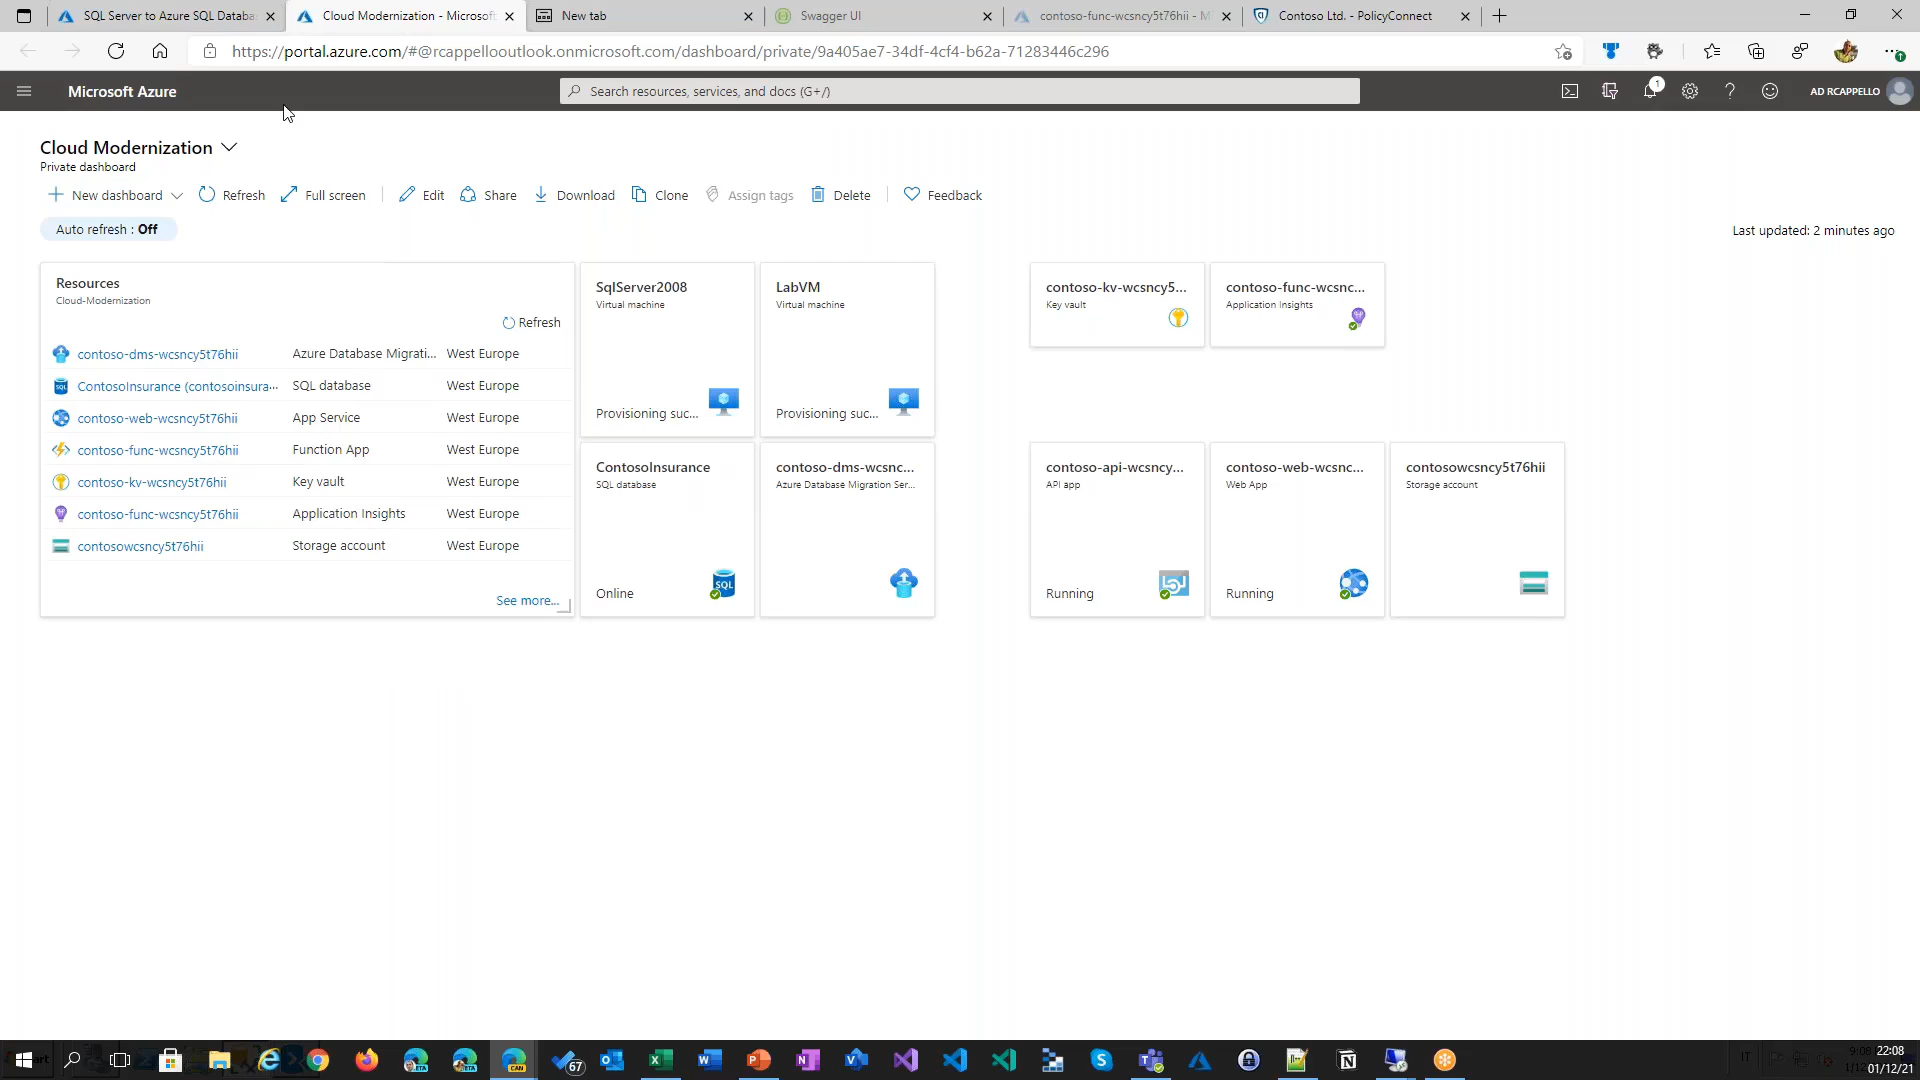 SQL Server to Azure SQL Databa
Cloud Modernization - Microsoft
New tab
Swagger UI
contoso-func-wcsncy5t76hii - M
Contoso Ltd. - PolicyConnect
https://portal.azure.com/#@rcappellooutlook.onmicrosoft.com/dashboard/private/9a405ae7-34df-4cf4-b62a-71283446c296
Microsoft Azure
Search resources, services, and docs (G+/)
1
AD RCAPPELLO
Cloud Modernization
Private dashboard
New dashboard
Refresh
Full screen
Edit
Share
Download
Clone
Assign tags
Delete
Feedback
Auto refresh : Off
Last updated: 2 minutes ago
Resources
Cloud-Modernization
Refresh
contoso-dms-wcsncy5t76hii Azure Database Migrati... West Europe
ContosoInsurance (contosoinsura... SQL database West Europe
contoso-web-wcsncy5t76hii App Service West Europe
contoso-func-wcsncy5t76hii Function App West Europe
contoso-kv-wcsncy5t76hii Key vault West Europe
contoso-func-wcsncy5t76hii Application Insights West Europe
contosowcsncy5t76hii Storage account West Europe
See more...
SqlServer2008
Virtual machine
Provisioning suc...
LabVM
Virtual machine
Provisioning suc...
contoso-kv-wcsncy5...
Key vault
contoso-func-wcsnc...
Application Insights
ContosoInsurance
SQL database
Online
SQL
contoso-dms-wcsnc...
Azure Database Migration Ser...
contoso-api-wcsncy...
API app
Running
contoso-web-wcsnc...
Web App
Running
contosowcsncy5t76hii
Storage account
BETA
BETA
CAN
67
IT
22:08
01/12/21